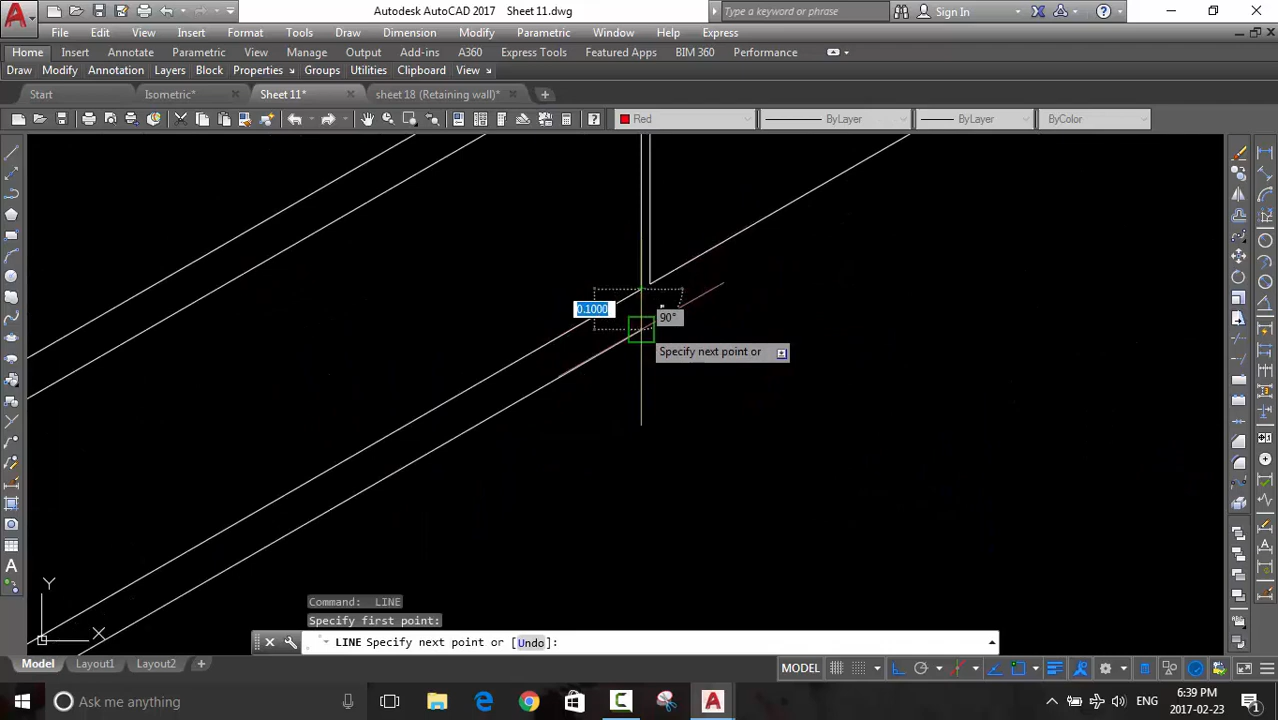 Autodesk AutoCAD 2017 Sheet 11.dwg
Type a keyword or phrase
Sign In
File Edit View Insert Format Tools Draw Dimension Modify Parametric Window Help Express
Home Insert Annotate Parametric View Manage Output Add-ins A360 Express Tools Featured Apps BIM 360 Performance
Draw Modify Annotation Layers Block Properties Groups Utilities Clipboard View
Start Isometric* Sheet 11* sheet 18 (Retaining wall)*
Red ByLayer ByLayer ByColor
0.1000
90°
Specify next point or
Y
X
Command: LINE
Specify first point:
LINE Specify next point or [Undo]:
Model Layout1 Layout2 +
MODEL
Ask me anything
ENG
6:39 PM
2017-02-23